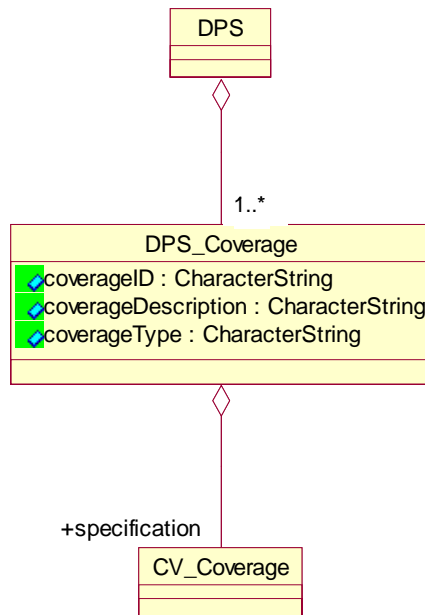 DPS
1..*
DPS_Coverage
coverageID : CharacterString
coverageDescription : CharacterString
coverageType : CharacterString
+specification
CV_Coverage